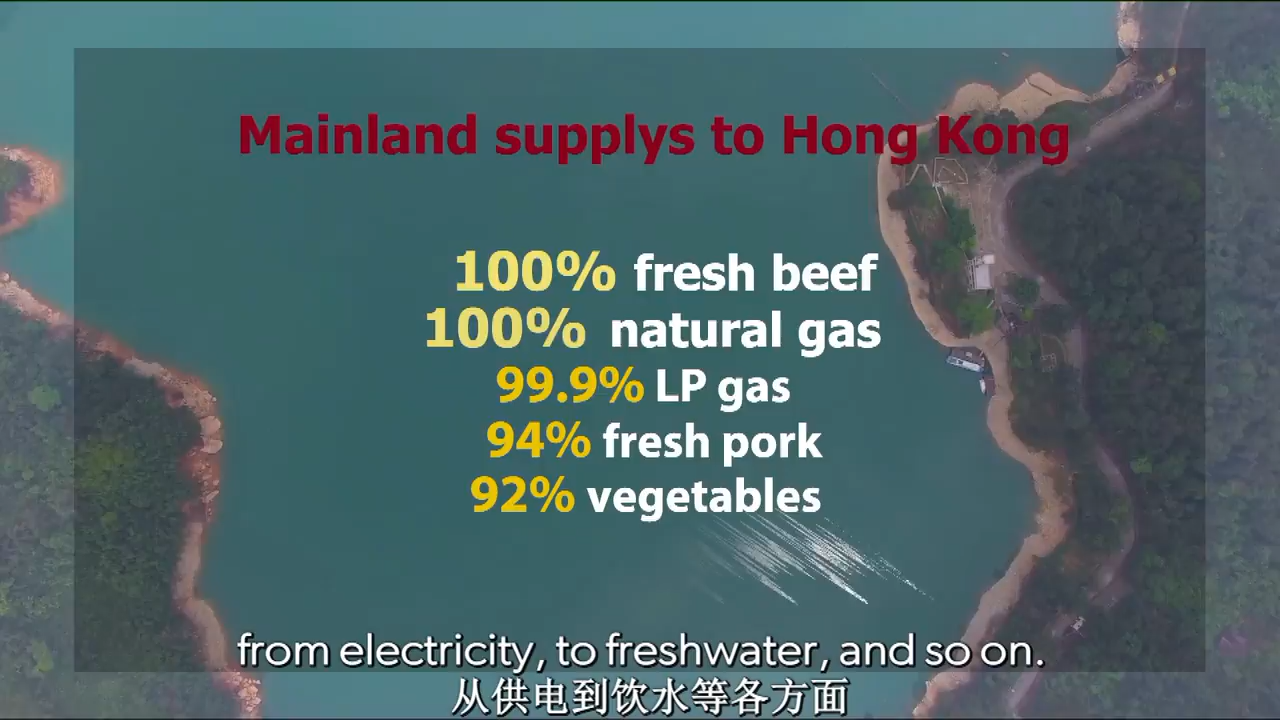 Mainland supplys to Hong Kong
100% fresh beef
100% natural gas
99.9% LP gas
94% fresh pork
92% vegetables
from electricity, to freshwater, and so on.
从供电到饮水等各方面